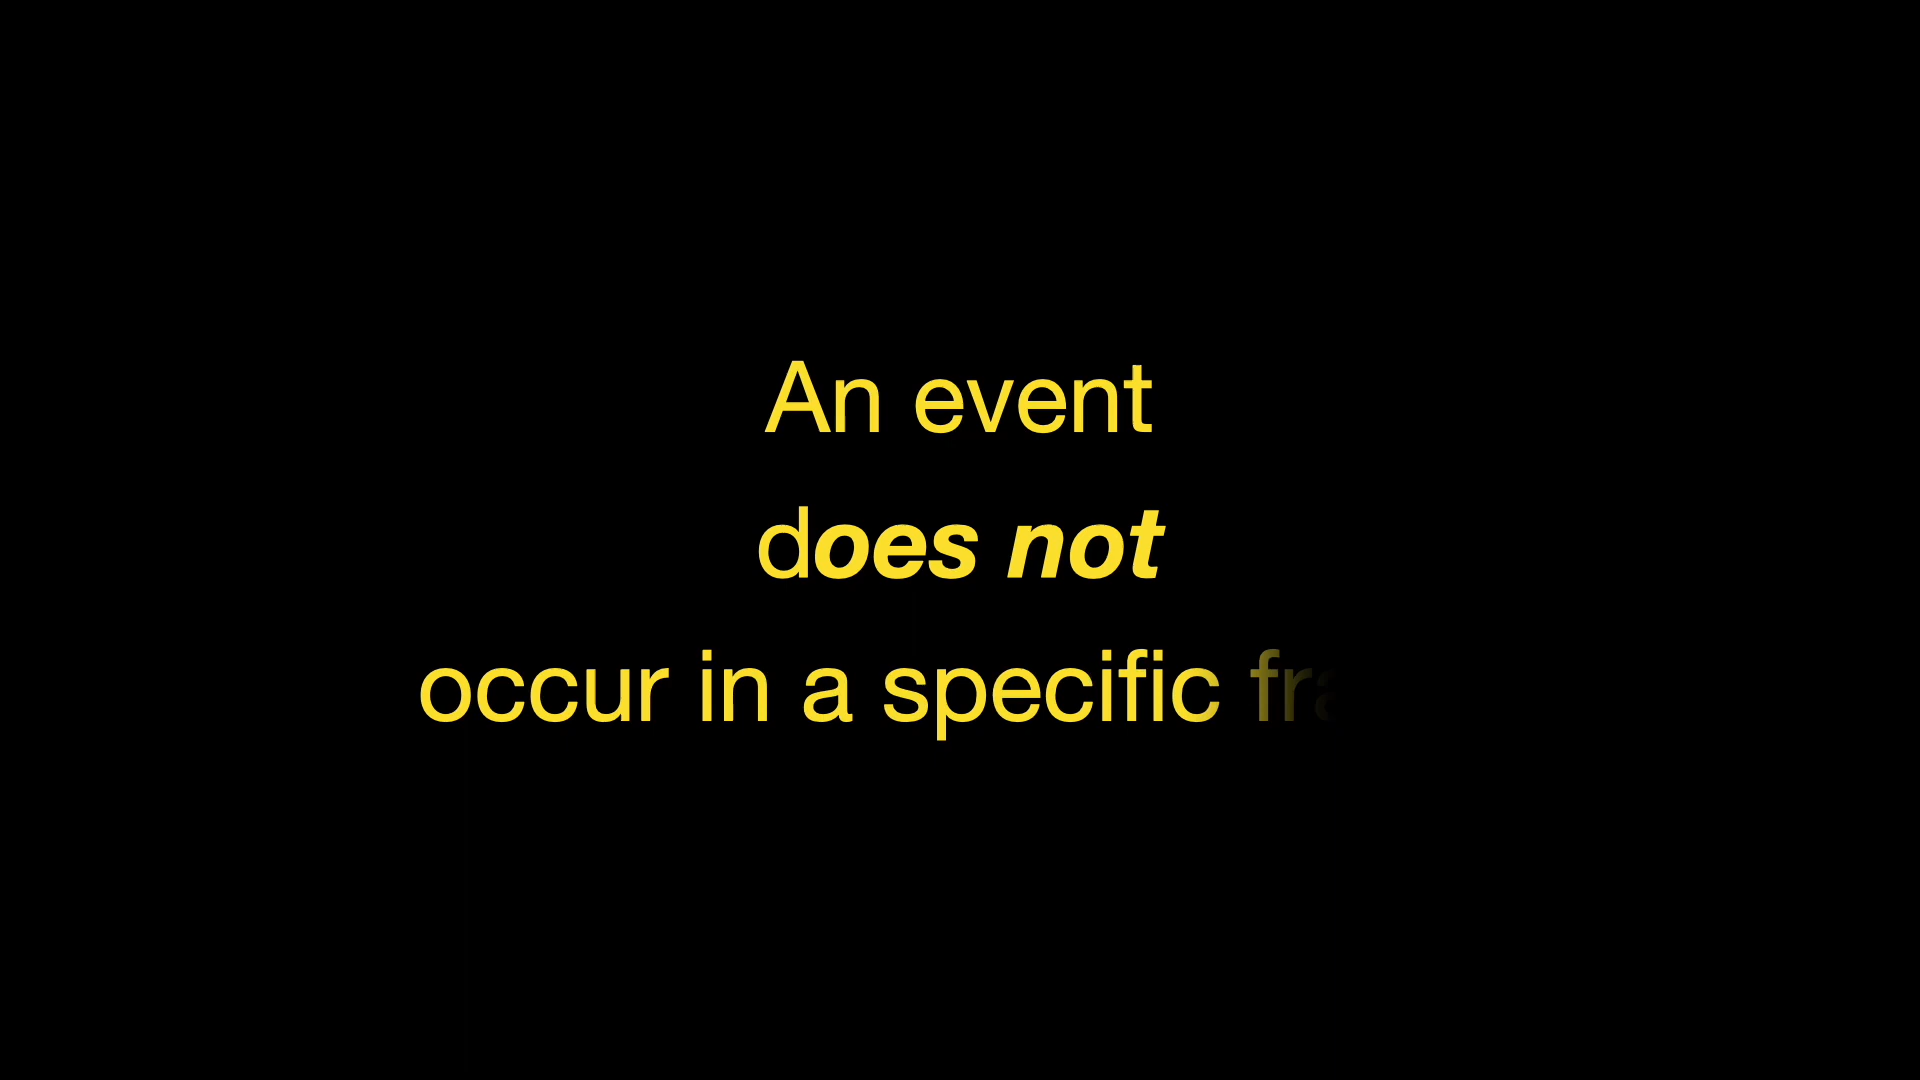 An event
does not
occur in a specific